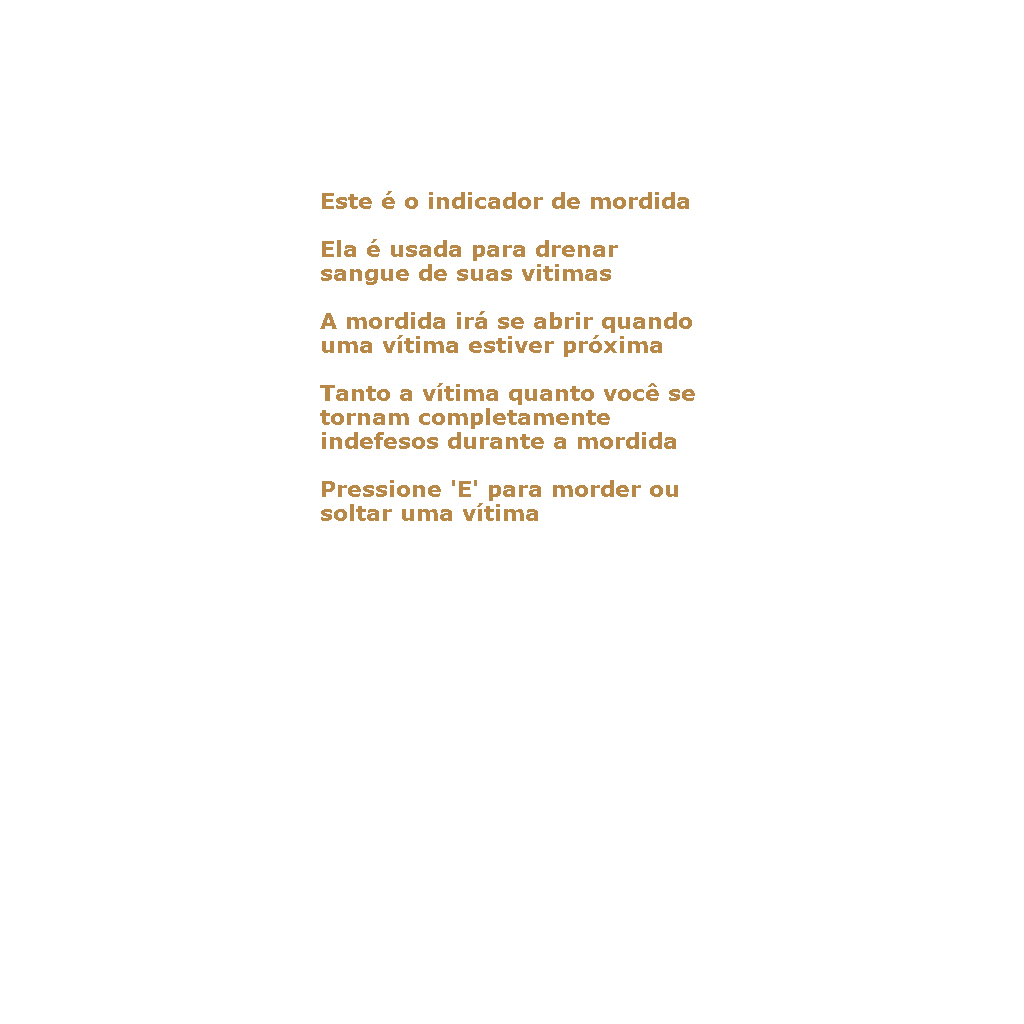 Este é o indicador de mordida
Ela é usada para drenar
sangue de suas vitimas
A mordida irá se abrir quando
uma vítima estiver próxima
Tanto a vítima quanto você se
tornam completamente
indefesos durante a mordida
Pressione 'E' para morder ou
soltar uma vítima